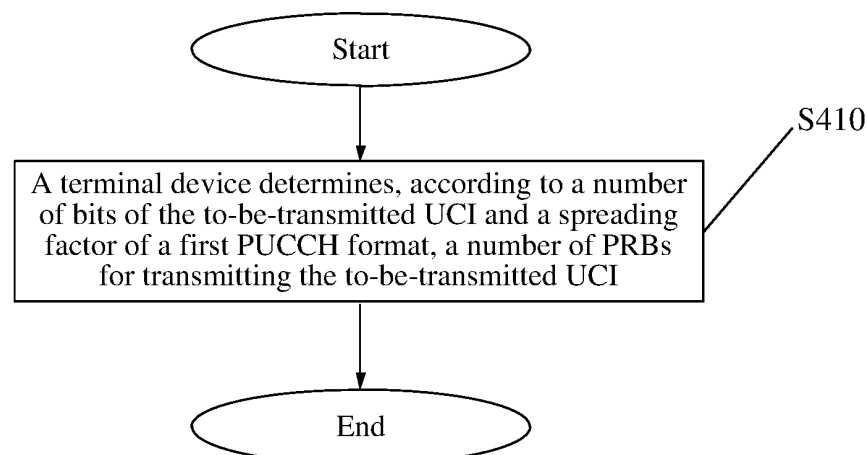 Start
S410
A terminal device determines, according to a number
of bits of the to-be-transmitted UCI and a spreading
factor of a first PUCCH format, a number of PRBs
for transmitting the to-be-transmitted UCI
End